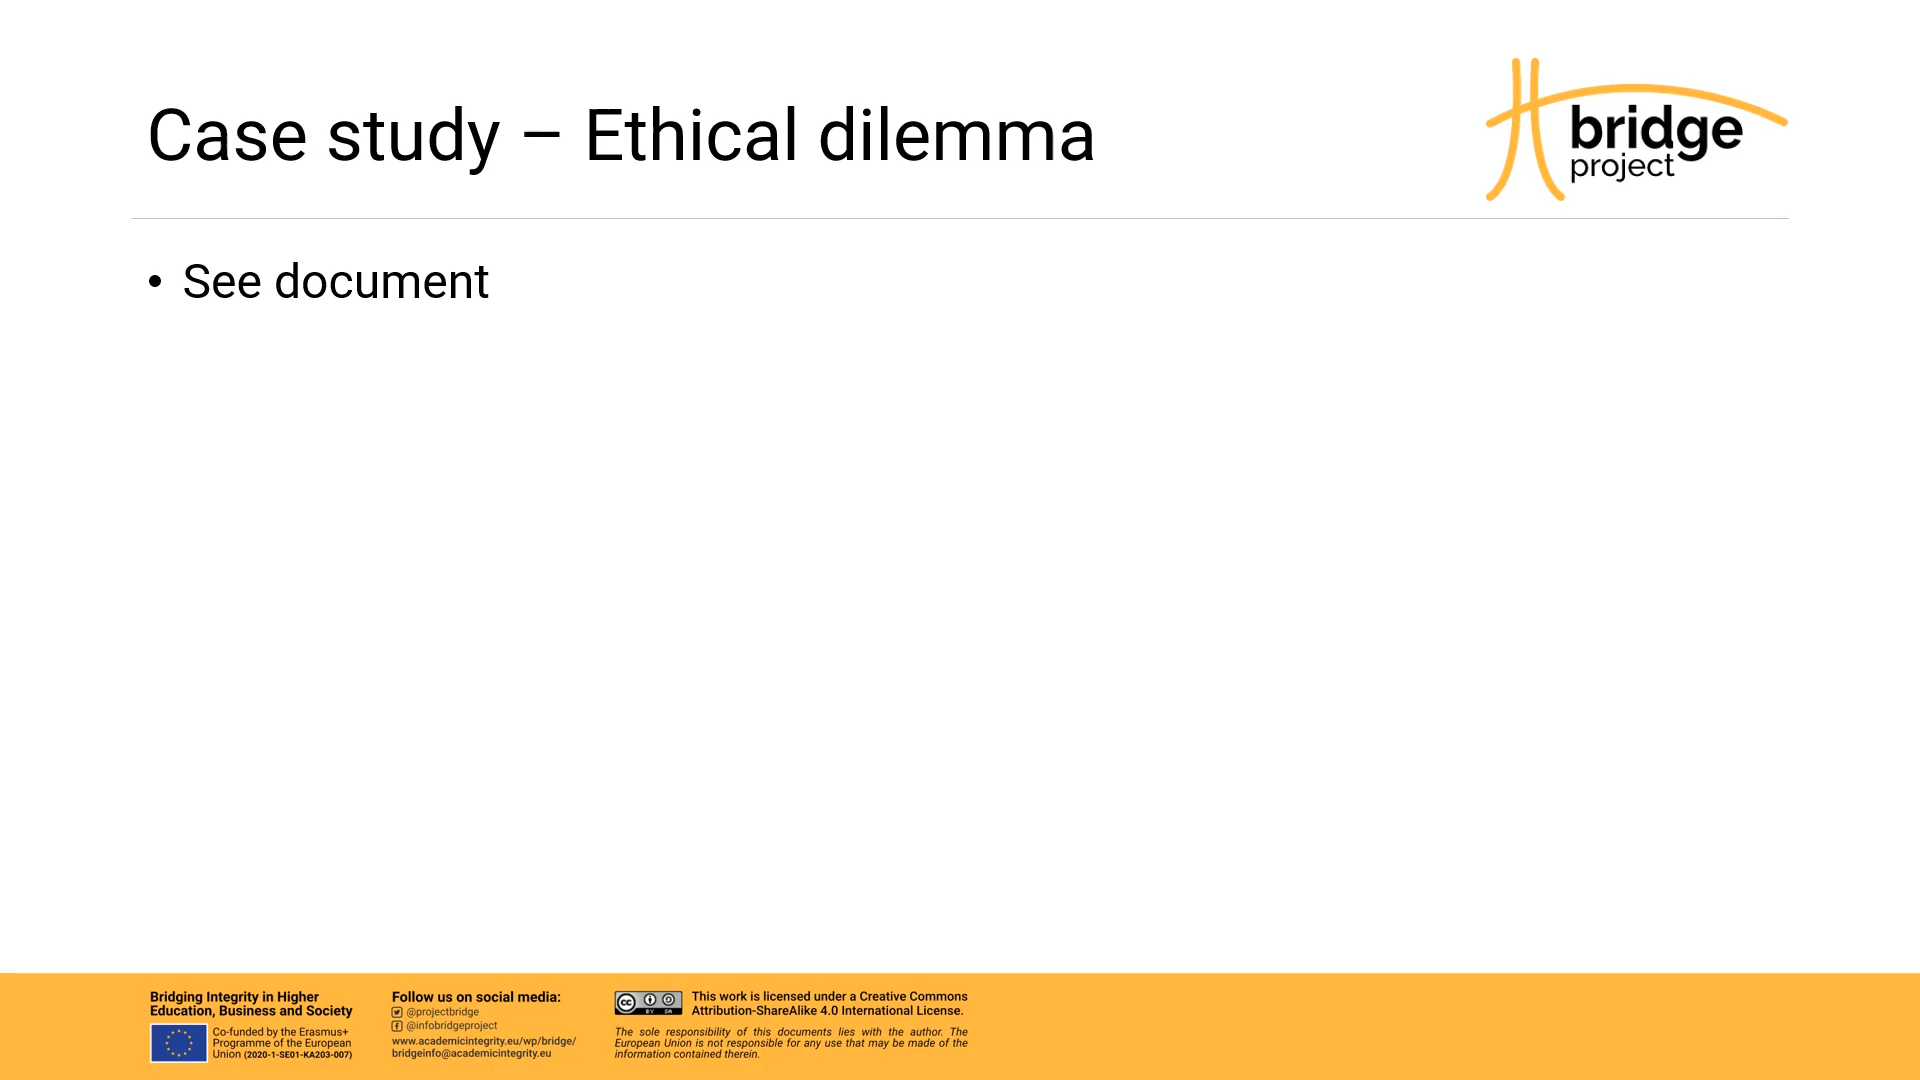 Case study – Ethical dilemma
bridge
project
• See document
Bridging Integrity in Higher
Education, Business and Society
Co-funded by the Erasmus+
Programme of the European
Union (2020-1-SE01-KA203-007)
Follow us on social media:
@projectbridge
@infobridgeproject
www.academicintegrity.eu/wp/bridge/
bridgeinfo@academicintegrity.eu
cc BY SA
This work is licensed under a Creative Commons
Attribution-ShareAlike 4.0 International License.
The sole responsibility of this documents lies with the author. The
European Union is not responsible for any use that may be made of the
information contained therein.